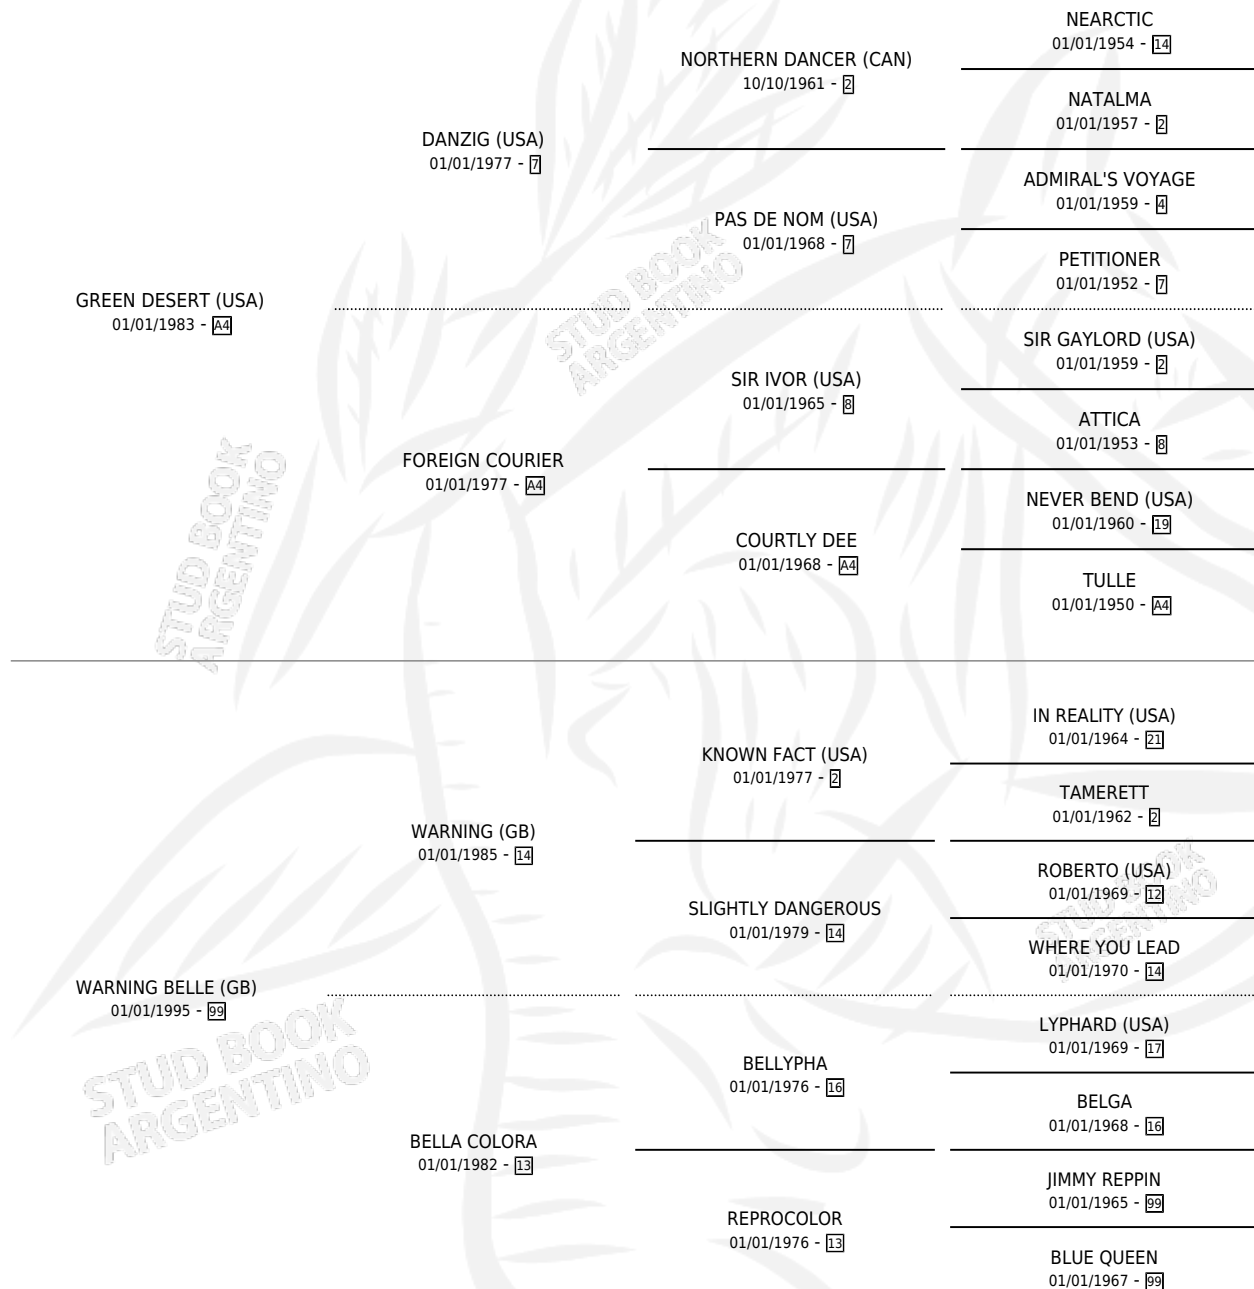 GREEN DESERT (USA)
01/01/1983 - A4
DANZIG (USA)
01/01/1977 - 7
NORTHERN DANCER (CAN)
10/10/1961 - 2
NEARCTIC
01/01/1954 - 14
NATALMA
01/01/1957 - 2
PAS DE NOM (USA)
01/01/1968 - 7
ADMIRAL'S VOYAGE
01/01/1959 - 4
PETITIONER
01/01/1952 - 7
FOREIGN COURIER
01/01/1977 - A4
SIR IVOR (USA)
01/01/1965 - 8
SIR GAYLORD (USA)
01/01/1959 - 2
ATTICA
01/01/1953 - 8
COURTLY DEE
01/01/1968 - A4
NEVER BEND (USA)
01/01/1960 - 19
TULLE
01/01/1950 - A4
WARNING BELLE (GB)
01/01/1995 - 99
WARNING (GB)
01/01/1985 - 14
KNOWN FACT (USA)
01/01/1977 - 2
IN REALITY (USA)
01/01/1964 - 21
TAMERETT
01/01/1962 - 2
SLIGHTLY DANGEROUS
01/01/1979 - 14
ROBERTO (USA)
01/01/1969 - 12
WHERE YOU LEAD
01/01/1970 - 14
BELLA COLORA
01/01/1982 - 13
BELLYPHA
01/01/1976 - 16
LYPHARD (USA)
01/01/1969 - 17
BELGA
01/01/1968 - 16
REPROCOLOR
01/01/1976 - 13
JIMMY REPPIN
01/01/1965 - 99
BLUE QUEEN
01/01/1967 - 99
STUD BOOK
ARGENTINO
STUD BOOK
ARGENTINO
STUD BOOK
ARGENTINO
STUD BOOK
ARGENTINO